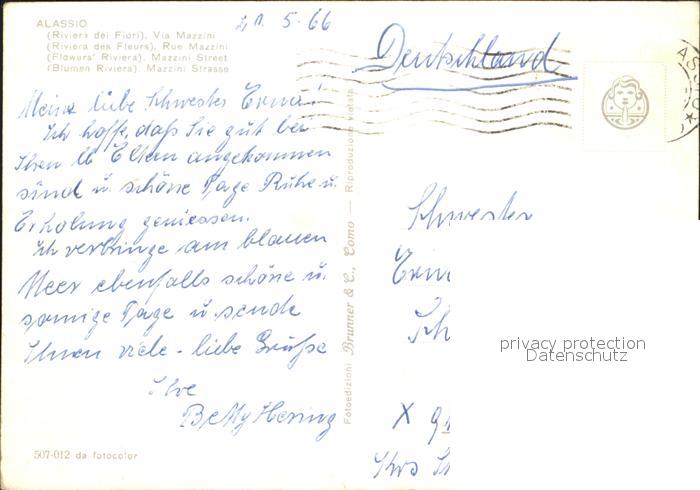 ALASSIO
(Riviera dei Fiori). Via Mazzini
(Riviera des Fleurs). Rue Mazzini
(Flowers' Riviera). Mazzini Street
(Blumen Riviera). Mazzini Strasse
21. 5. 66
Deutschland
Meine liebe Schwester Erna!
Ich hoffe, daß Sie gut bei
Ihren lb Eltern angekommen
sind u. schöne Tage Ruhe u.
Erholung geniessen.
Ich verbringe am blauen
Meer ebenfalls schöne u.
sonnige Tage u. sende
Ihnen viele - liebe Grüße
Ihre
Betty Hering
507-012 da fotocolor
Fotoedizioni Brunner & C., Como — Riproduzione vietata
Schwester
privacy protection
Datenschutz
X